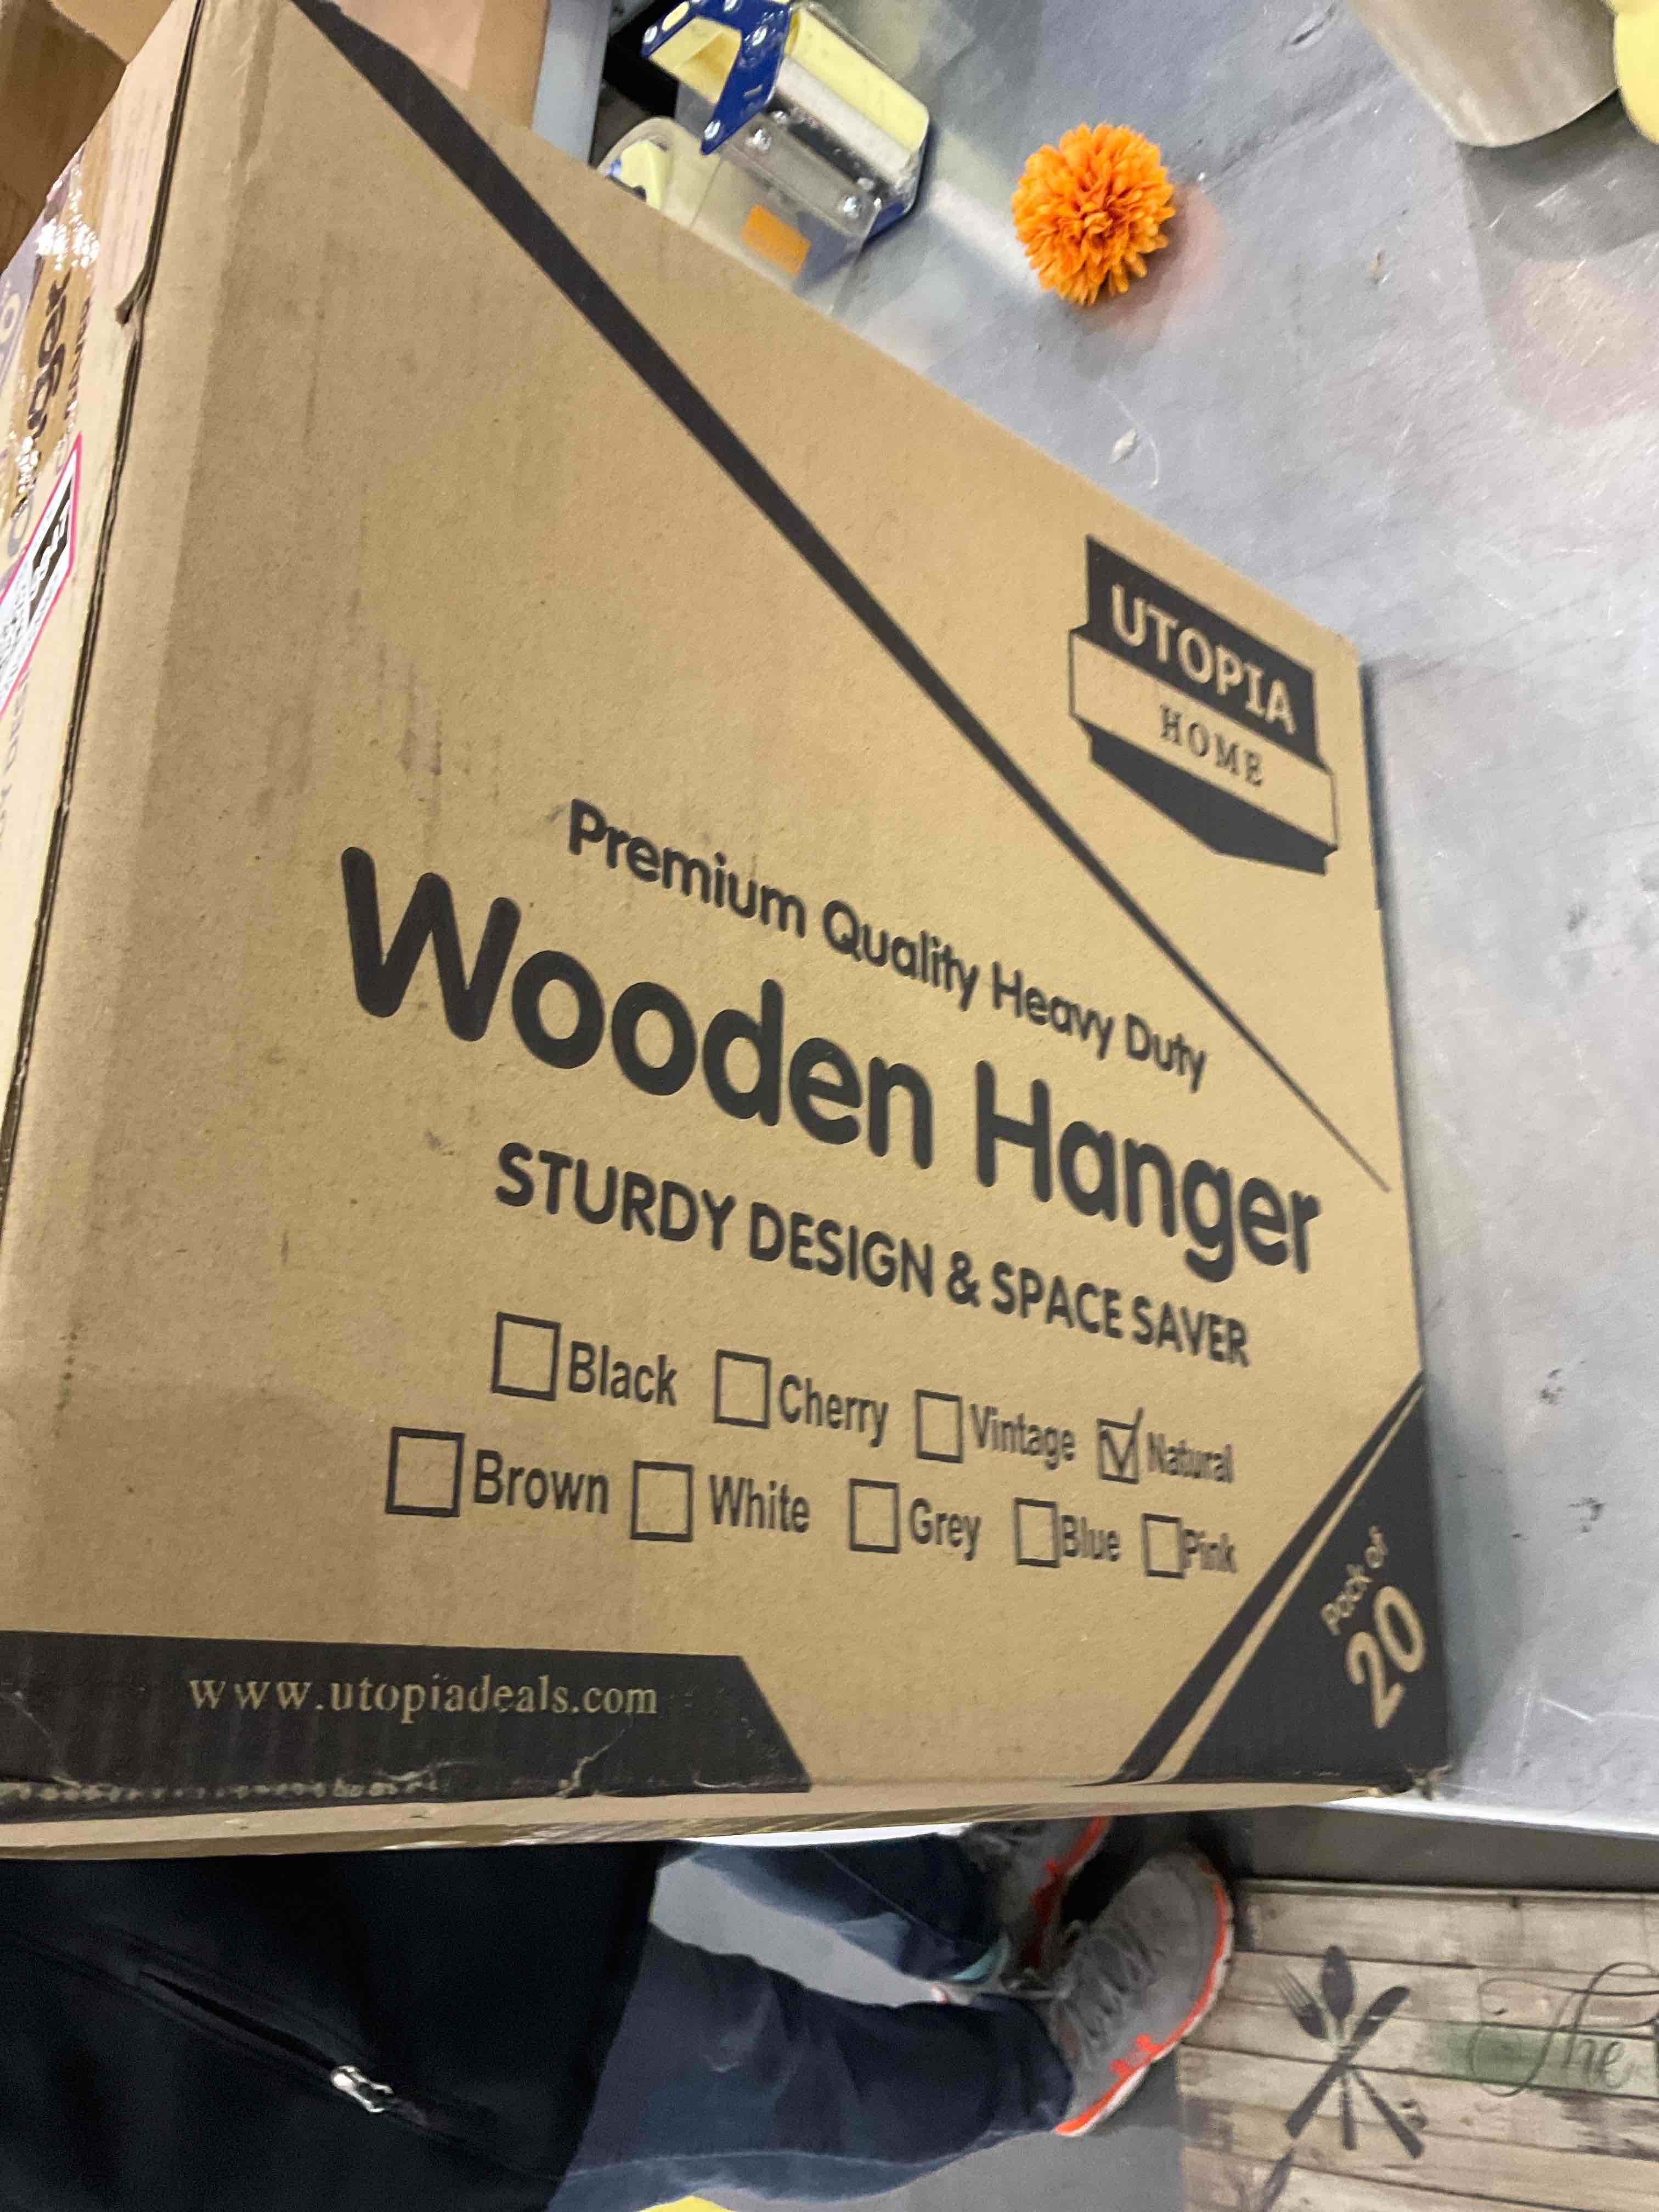 UTOPIA
HOME
Premium Quality Heavy Duty
Wooden Hanger
STURDY DESIGN & SPACE SAVER
Black Cherry Vintage Natural
Brown White Grey Blue Pink
Pack of
20
www.utopiadeals.com
The